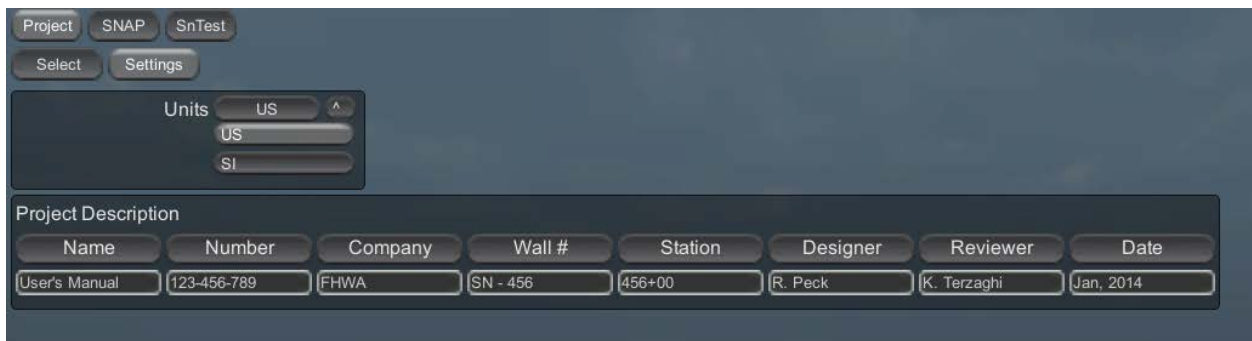 Project SNAP SnTest
Select Settings
Units US ^
US
SI
Project Description
Name Number Company Wall # Station Designer Reviewer Date
User's Manual 123-456-789 FHWA SN - 456 456+00 R. Peck K. Terzaghi Jan, 2014